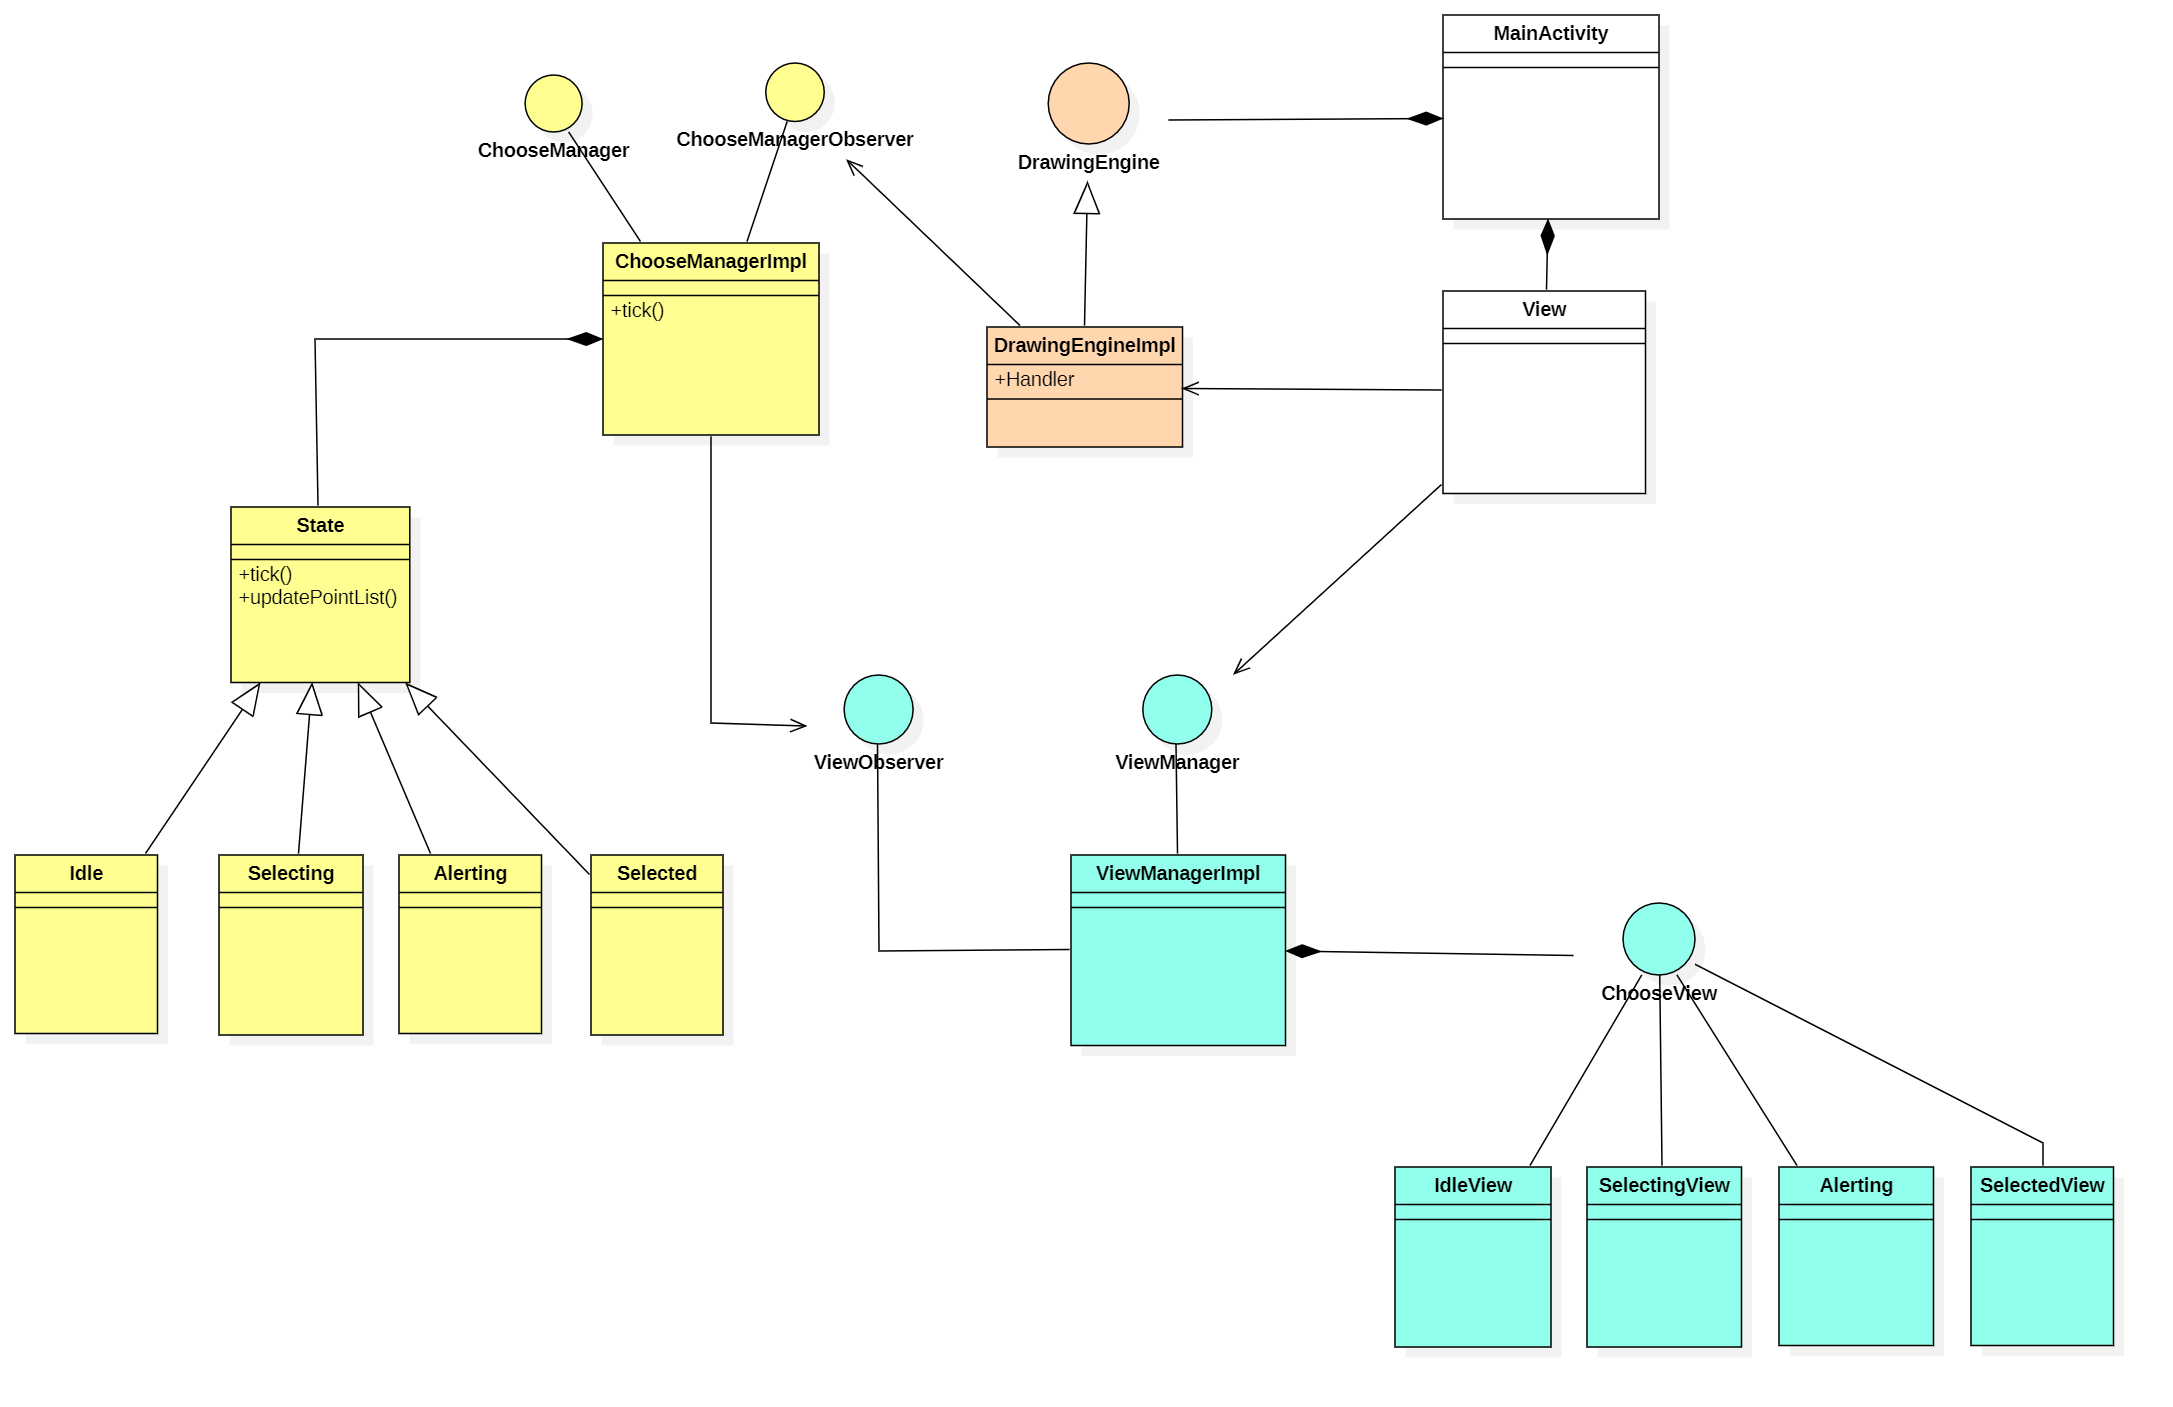 MainActivity
ChooseManager
ChooseManagerObserver
DrawingEngine
ChooseManagerImpl
+tick()
View
DrawingEngineImpl
+Handler
State
+tick()
+updatePointList()
ViewObserver
ViewManager
Idle
Selecting
Alerting
Selected
ViewManagerImpl
ChooseView
IdleView
SelectingView
Alerting
SelectedView